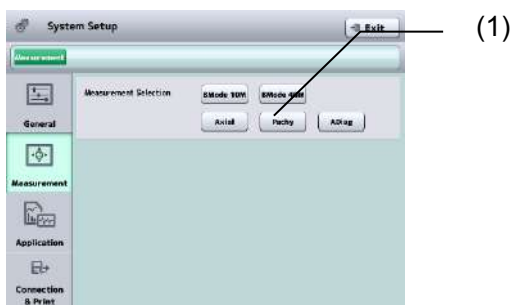 System Setup
Exit
(1)
Measurement
Measurement Selection
BMode 10M
BMode 40M
General
Axial
Pachy
ADiag
Measurement
Application
Connection
& Print